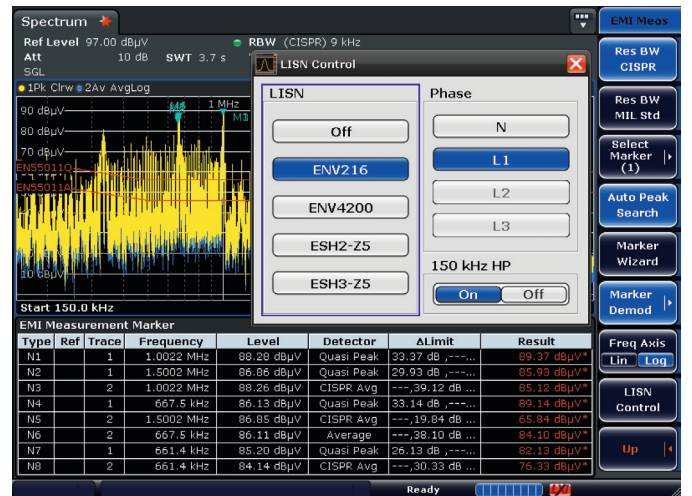 Spectrum
EMI Meas
Ref Level 97.00 dBµV
RBW (CISPR) 9 kHz
Att 10 dB SWT 3.7 s
SGL
1Pk Clrw 2Av AvgLog
90 dBµV
80 dBµV
70 dBµV
1 MHz
EN55011Q
EN55011A
10 dBµV
Start 150.0 kHz
LISN Control
LISN
Off
ENV216
ENV4200
ESH2-Z5
ESH3-Z5
Phase
N
L1
L2
L3
150 kHz HP
On Off
EMI Measurement Marker
Type Ref Trace Frequency Level Detector ΔLimit Result
N1 1 1.0022 MHz 88.28 dBµV Quasi Peak 33.37 dB ,---... 89.37 dBµV*
N2 1 1.5002 MHz 86.86 dBµV Quasi Peak 29.93 dB ,---... 85.93 dBµV*
N3 2 1.0022 MHz 88.26 dBµV CISPR Avg ---,39.12 dB ... 85.12 dBµV*
N4 1 667.5 kHz 86.13 dBµV Quasi Peak 33.14 dB ,---... 89.14 dBµV*
N5 2 1.5002 MHz 86.85 dBµV CISPR Avg ---,19.84 dB ... 65.84 dBµV*
N6 2 667.5 kHz 86.11 dBµV Average ---,38.10 dB ... 84.10 dBµV*
N7 1 661.4 kHz 85.20 dBµV Quasi Peak 26.13 dB ,---... 82.13 dBµV*
N8 2 661.4 kHz 84.14 dBµV CISPR Avg ---,30.33 dB ... 76.33 dBµV*
Ready
Res BW
CISPR
Res BW
MIL Std
Select
Marker
(1)
Auto Peak
Search
Marker
Wizard
Marker
Demod
Freq Axis
Lin Log
LISN
Control
Up